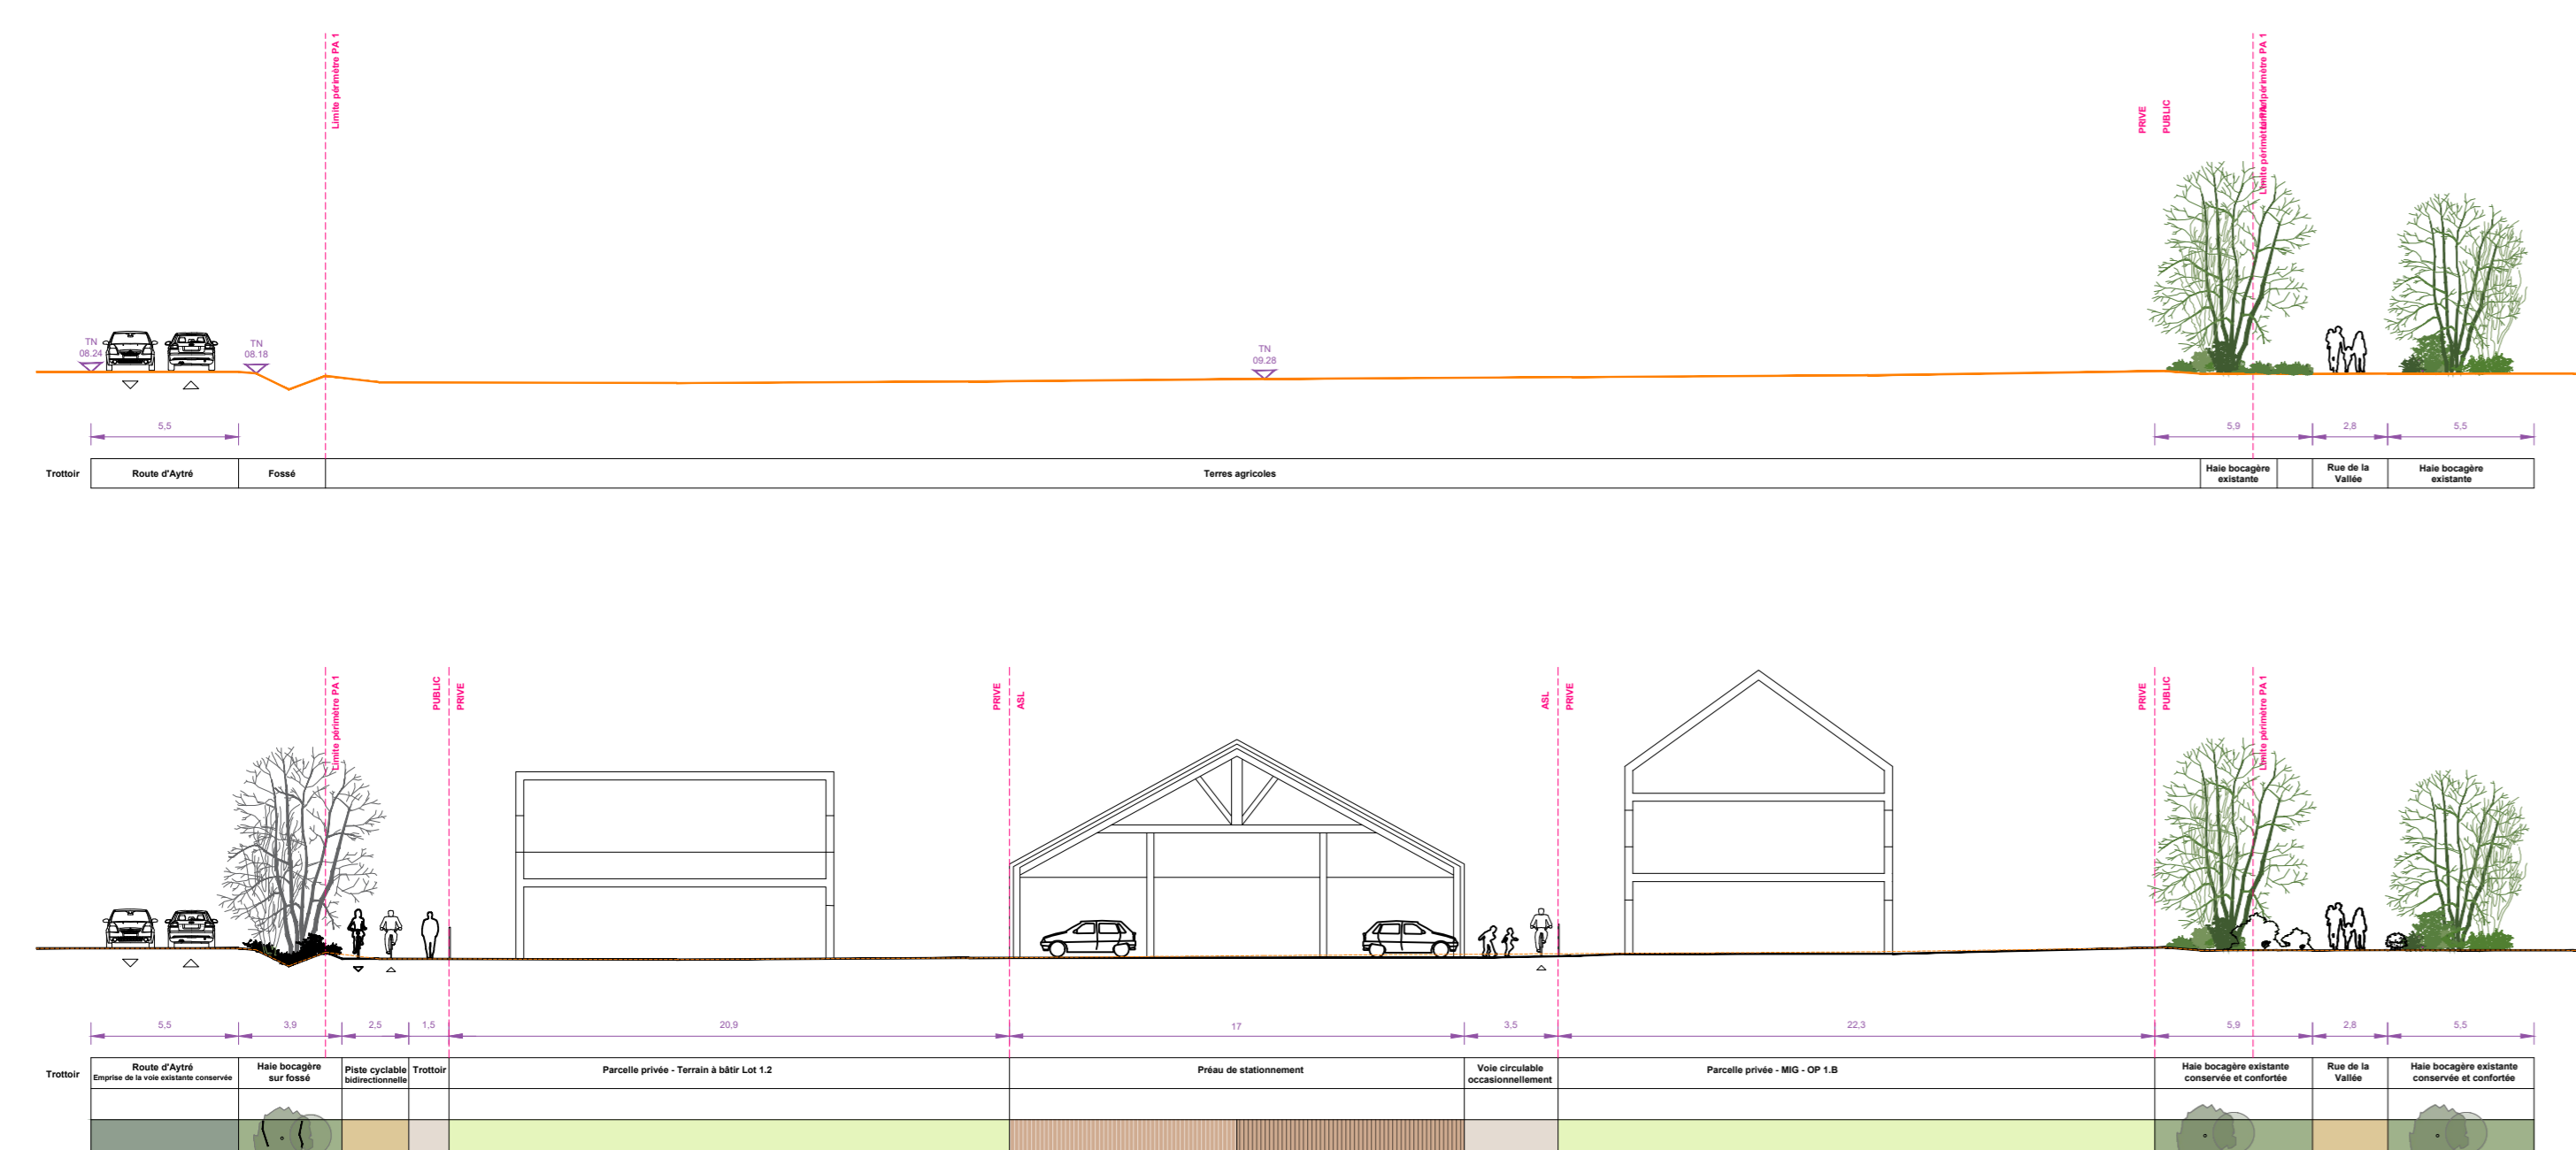 Limite périmètre PA 1
PRIVE
PUBLIC
Limite périmètre PA 1
TN
08.24
TN
08.18
TN
09.28
5,5
5,9
2,8
5,5
Trottoir
Route d'Aytré
Fossé
Terres agricoles
Haie bocagère
existante
Rue de la
Vallée
Haie bocagère
existante
Limite périmètre PA 1
PUBLIC
PRIVE
PRIVE
ASL
ASL
PRIVE
PRIVE
PUBLIC
Limite périmètre PA 1
5,5
3,9
2,5
1,5
20,9
17
3,5
22,3
5,9
2,8
5,5
Trottoir
Route d'Aytré
Emprise de la voie existante conservée
Haie bocagère
sur fossé
Piste cyclable
bidirectionnelle
Trottoir
Parcelle privée - Terrain à bâtir Lot 1.2
Préau de stationnement
Voie circulable
occasionnellement
Parcelle privée - MIG - OP 1.B
Haie bocagère existante
conservée et confortée
Rue de la
Vallée
Haie bocagère existante
conservée et confortée